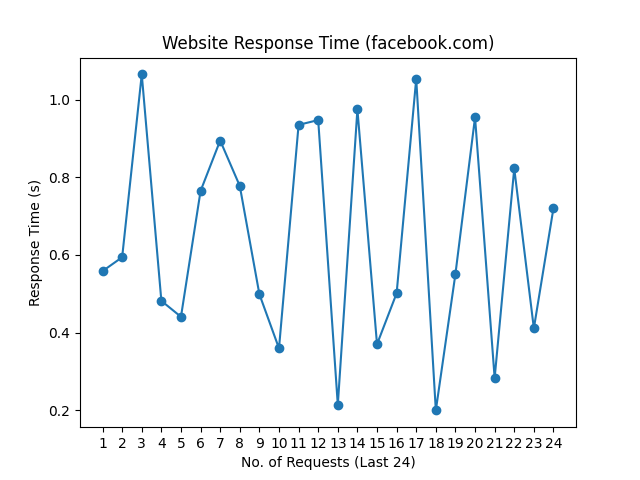 Website Response Time (facebook.com)
Response Time (s)
1.0
0.8
0.6
0.4
0.2
1 2 3 4 5 6 7 8 9 10 11 12 13 14 15 16 17 18 19 20 21 22 23 24
No. of Requests (Last 24)